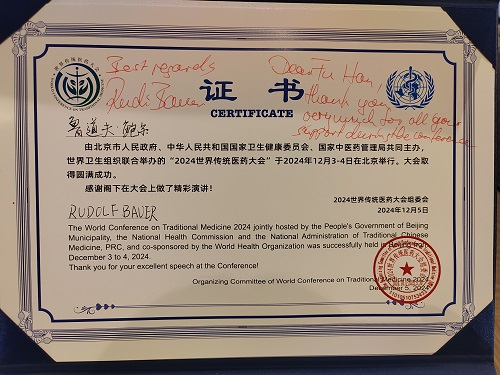 Best regards
Rudi Bauer
Dear Fu Han,
thank you
very much for all your
support during the conference
证 书
CERTIFICATE
鲁道夫 鲍尔
由北京市人民政府、中华人民共和国国家卫生健康委员会、国家中医药管理局共同主办，
世界卫生组织联合举办的“2024世界传统医药大会”于2024年12月3-4日在北京举行。大会取
得圆满成功。
感谢阁下在大会上做了精彩演讲！
2024世界传统医药大会组委会
2024年12月5日
RUDOLF BAUER
The World Conference on Traditional Medicine 2024 jointly hosted by the People's Government of Beijing
Municipality, the National Health Commission and the National Administration of Traditional Chinese
Medicine, PRC, and co-sponsored by the World Health Organization was successfully held in Beijing from
December 3 to 4, 2024.
Thank you for your excellent speech at the Conference!
Organizing Committee of World Conference on Traditional Medicine 2024
December 5, 2024